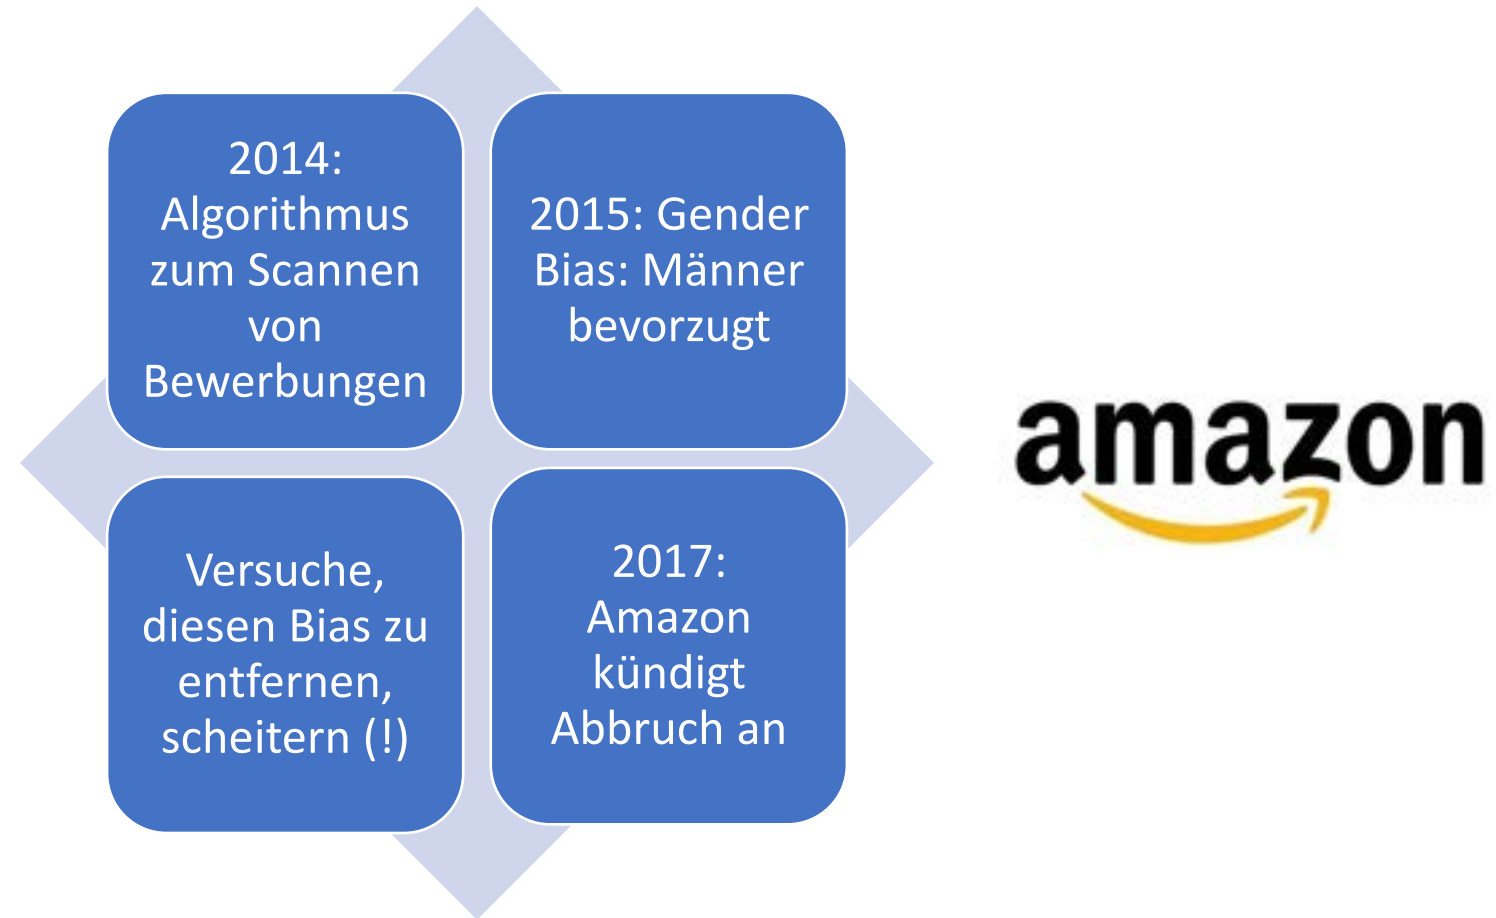 2014:
Algorithmus
zum Scannen
von
Bewerbungen
2015: Gender
Bias: Männer
bevorzugt
Versuche,
diesen Bias zu
entfernen,
scheitern (!)
2017:
Amazon
kündigt
Abbruch an
amazon